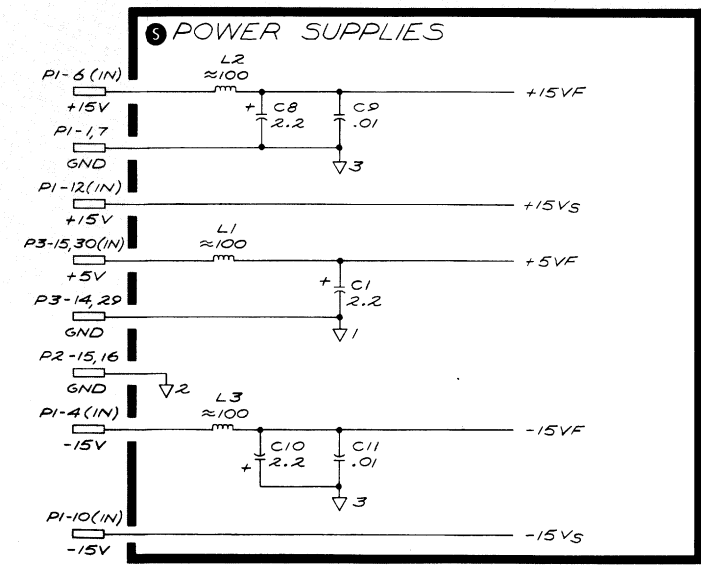 S POWER SUPPLIES
P1-6(IN)
+15V
L2
≈100
+ C8
2.2
C9
.01
+15VF
P1-1,7
GND
3
P1-12(IN)
+15V
+15VS
P3-15,30(IN)
+5V
L1
≈100
+ C1
2.2
+5VF
P3-14,29
GND
1
P2-15,16
GND
2
P1-4(IN)
-15V
L3
≈100
C10
+ 2.2
C11
.01
-15VF
3
P1-10(IN)
-15V
-15VS